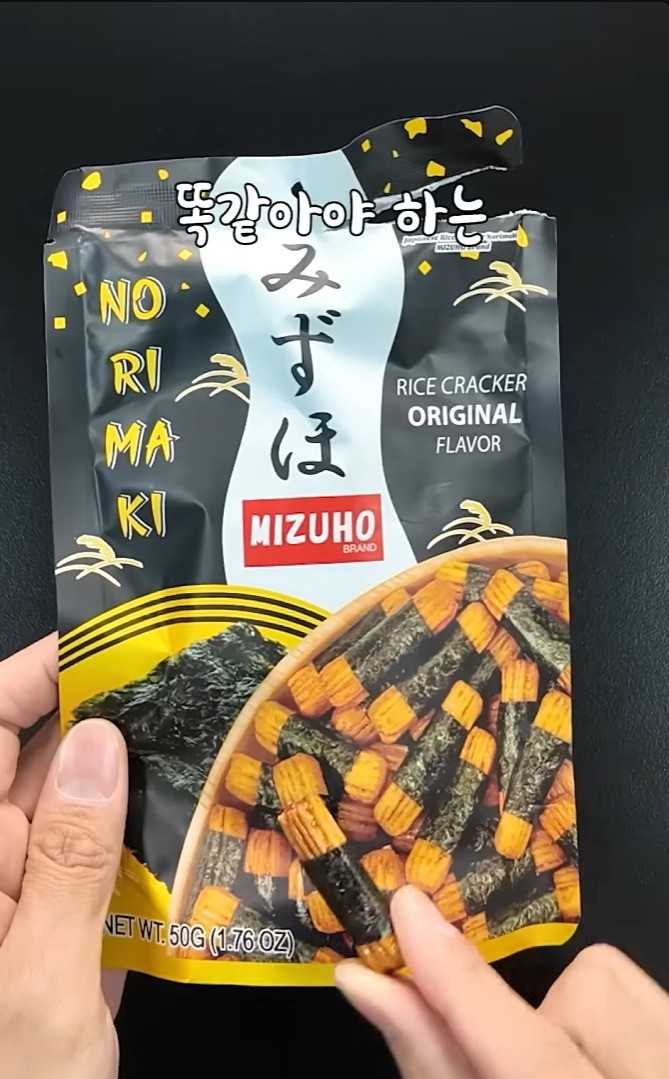 똑같아야 하는
みずほ
NO
RI
MA
KI
RICE CRACKER
ORIGINAL
FLAVOR
MIZUHO
BRAND
NET WT. 50G (1.76 OZ)